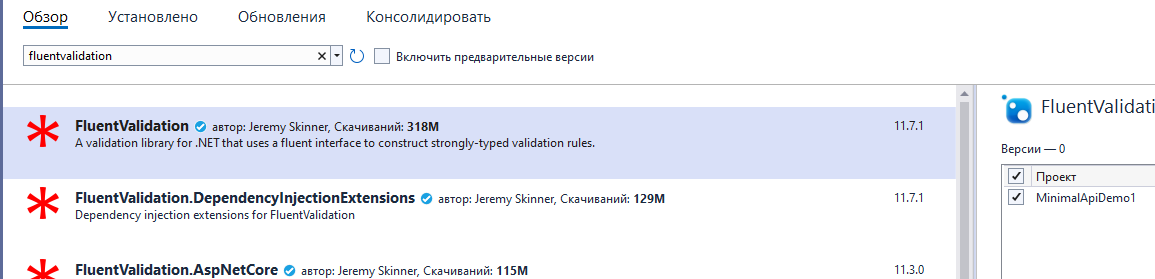 Обзор Установлено Обновления Консолидировать
fluentvalidation Включить предварительные версии
FluentValidation автор: Jeremy Skinner, Скачиваний: 318M 11.7.1
A validation library for .NET that uses a fluent interface to construct strongly-typed validation rules.
FluentValidation.DependencyInjectionExtensions автор: Jeremy Skinner, Скачиваний: 129M 11.7.1
Dependency injection extensions for FluentValidation
FluentValidation.AspNetCore автор: Jeremy Skinner, Скачиваний: 115M 11.3.0
FluentValidati
Версии — 0
Проект
MinimalApiDemo1